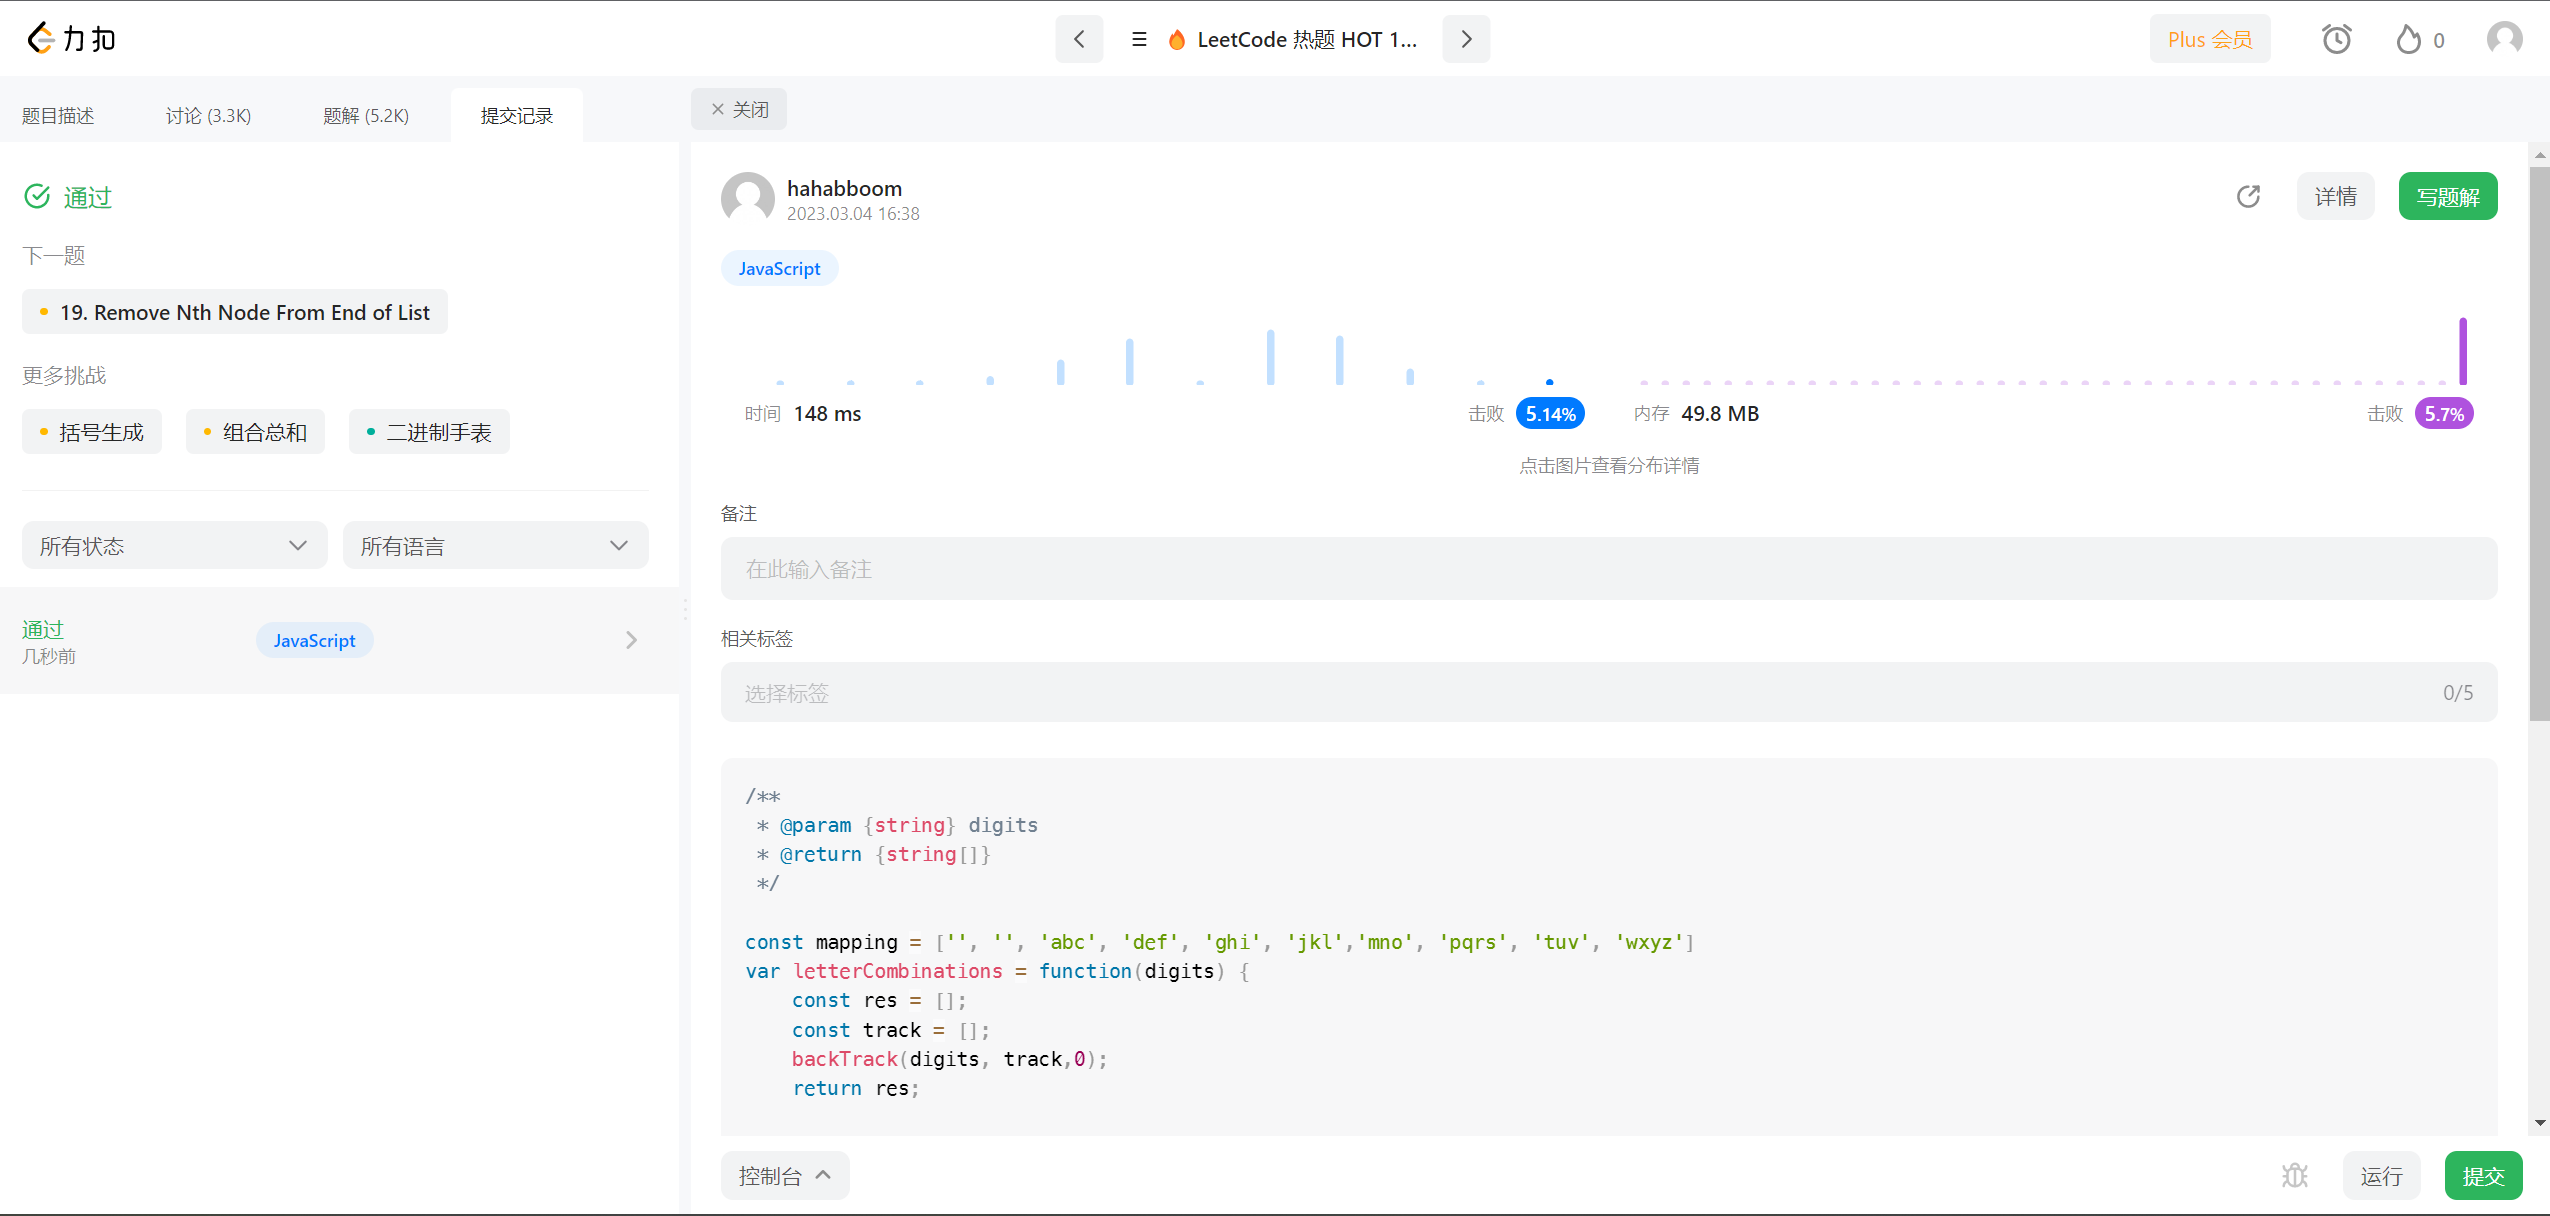 力扣
LeetCode 热题 HOT 1...
Plus 会员
0
题目描述
讨论 (3.3K)
题解 (5.2K)
提交记录
关闭
通过
下一题
19. Remove Nth Node From End of List
更多挑战
括号生成
组合总和
二进制手表
所有状态
所有语言
通过
几秒前
JavaScript
hahabboom
2023.03.04 16:38
详情
写题解
JavaScript
时间 148 ms
击败 5.14%
内存 49.8 MB
击败 5.7%
点击图片查看分布详情
备注
在此输入备注
相关标签
选择标签
0/5
/**
 * @param {string} digits
 * @return {string[]}
 */
const mapping = ['', '', 'abc', 'def', 'ghi', 'jkl','mno', 'pqrs', 'tuv', 'wxyz']
var letterCombinations = function(digits) {
    const res = [];
    const track = [];
    backTrack(digits, track,0);
    return res;
控制台
运行
提交